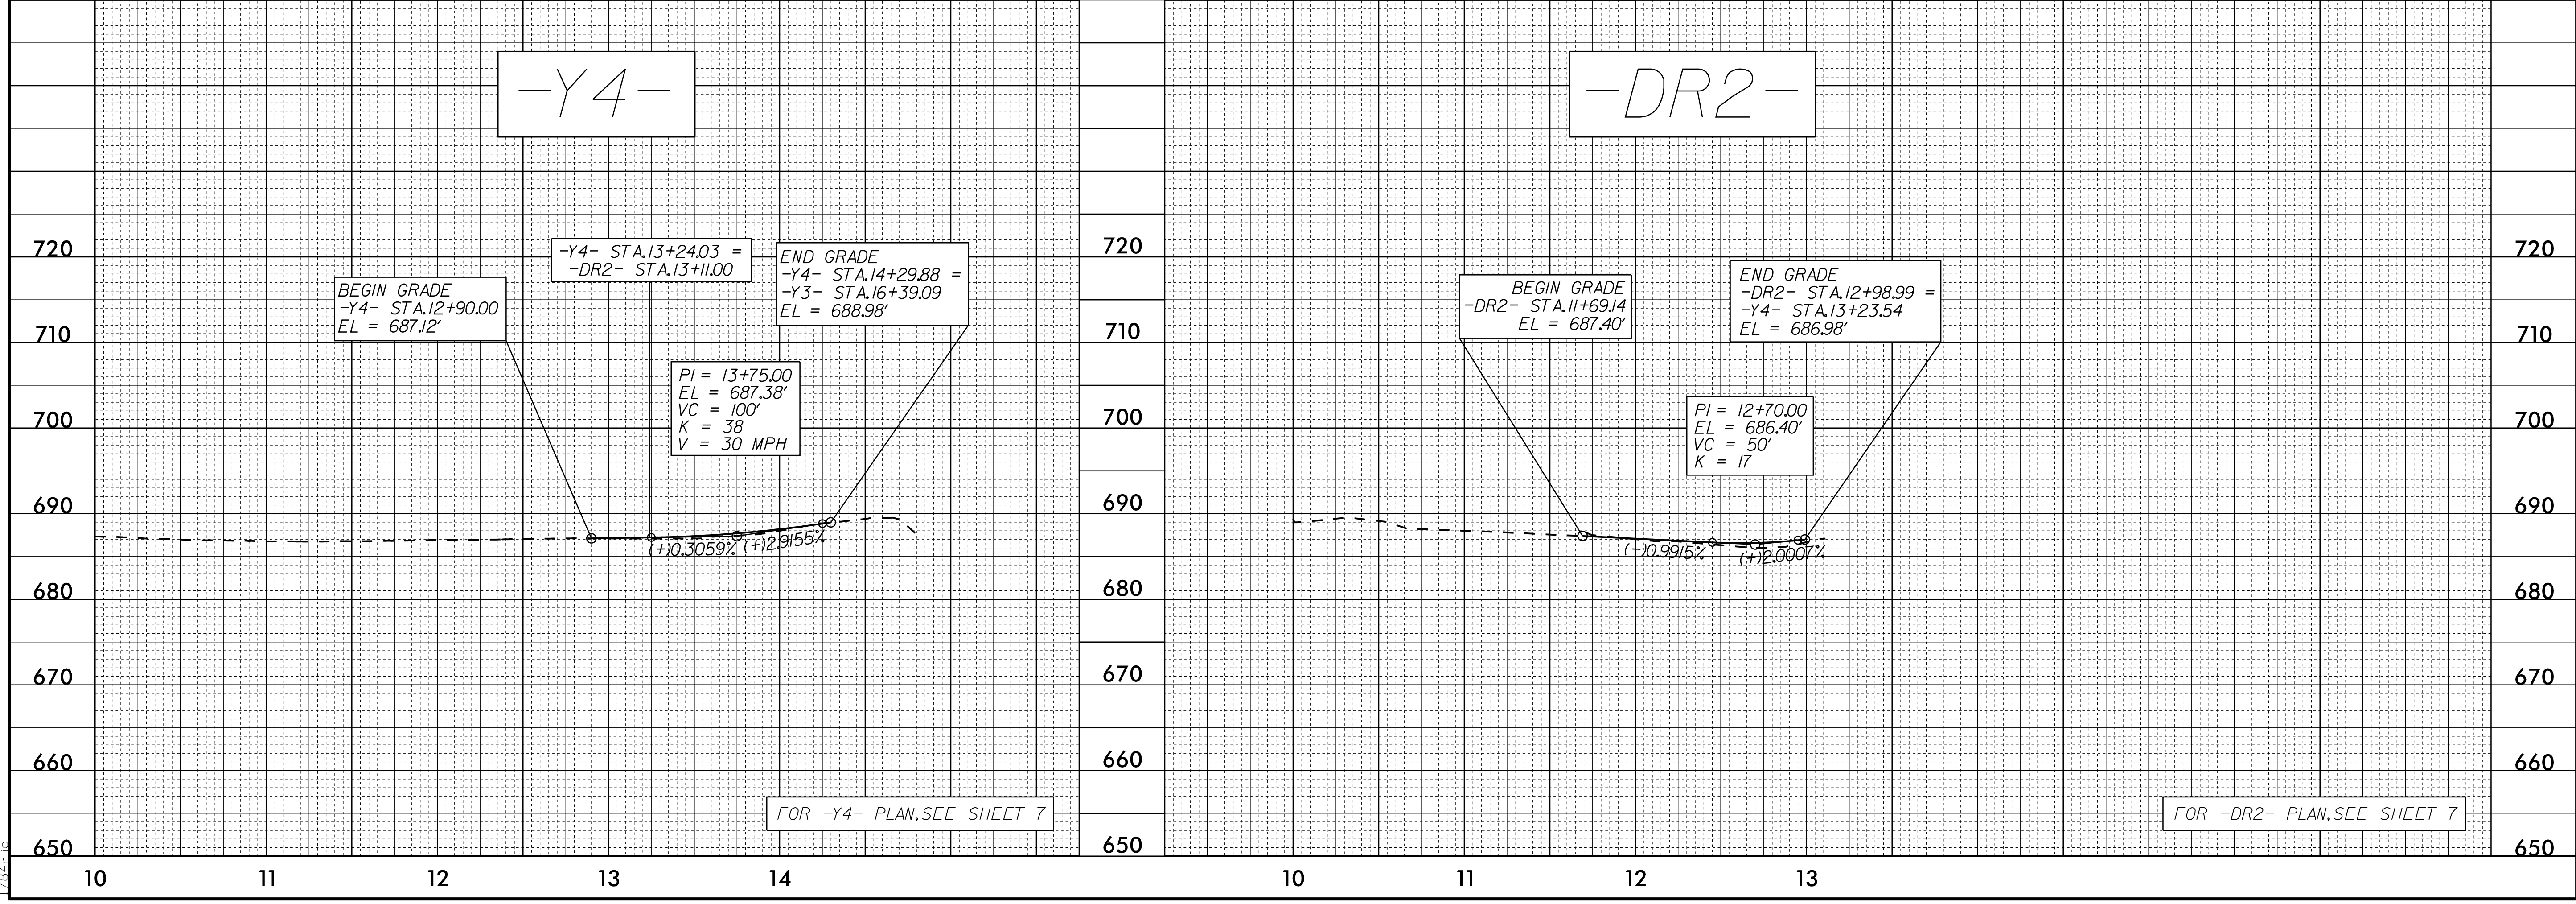 -Y4-
-DR2-
720
710
700
690
680
670
660
650
BEGIN GRADE
-Y4- STA.12+90.00
EL = 687.12'
-Y4- STA.13+24.03 =
-DR2- STA.13+11.00
END GRADE
-Y4- STA.14+29.88 =
-Y3- STA.16+39.09
EL = 688.98'
PI = 13+75.00
EL = 687.38'
VC = 100'
K = 38
V = 30 MPH
(+)0.3059%
(+)2.9155%
FOR -Y4- PLAN, SEE SHEET 7
10 11 12 13 14
720
710
700
690
680
670
660
650
BEGIN GRADE
-DR2- STA.11+69.14
EL = 687.40'
END GRADE
-DR2- STA.12+98.99 =
-Y4- STA.13+23.54
EL = 686.98'
PI = 12+70.00
EL = 686.40'
VC = 50'
K = 17
(-)0.9915%
(+)2.0007%
FOR -DR2- PLAN, SEE SHEET 7
10 11 12 13
720
710
700
690
680
670
660
650